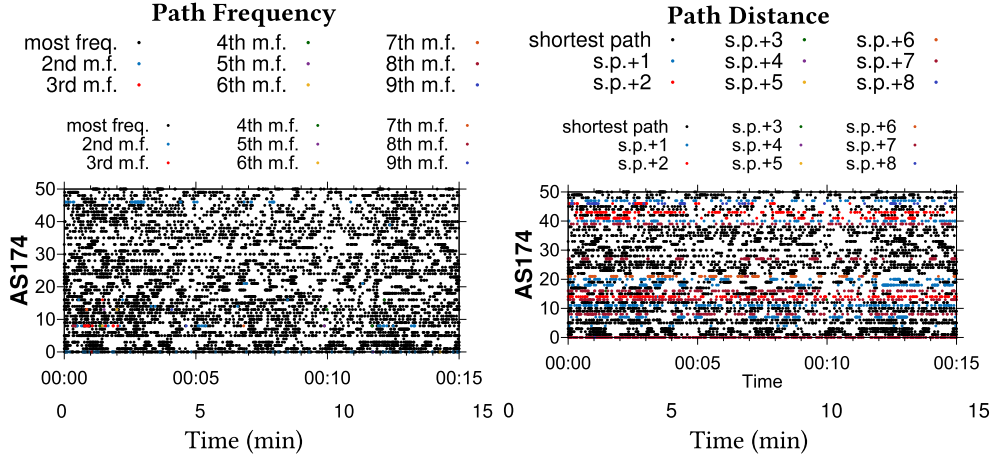 Path Frequency
most freq. 4th m.f. 7th m.f.
2nd m.f. 5th m.f. 8th m.f.
3rd m.f. 6th m.f. 9th m.f.
most freq. 4th m.f. 7th m.f.
2nd m.f. 5th m.f. 8th m.f.
3rd m.f. 6th m.f. 9th m.f.
50
40
30
20
10
0
AS174
00:00 00:05 00:10 00:15
0 5 10 15
Time (min)
Path Distance
shortest path s.p.+3 s.p.+6
s.p.+1 s.p.+4 s.p.+7
s.p.+2 s.p.+5 s.p.+8
shortest path s.p.+3 s.p.+6
s.p.+1 s.p.+4 s.p.+7
s.p.+2 s.p.+5 s.p.+8
50
40
30
20
10
0
AS174
00:00 00:05 00:10 00:15
Time
0 5 10 15
Time (min)